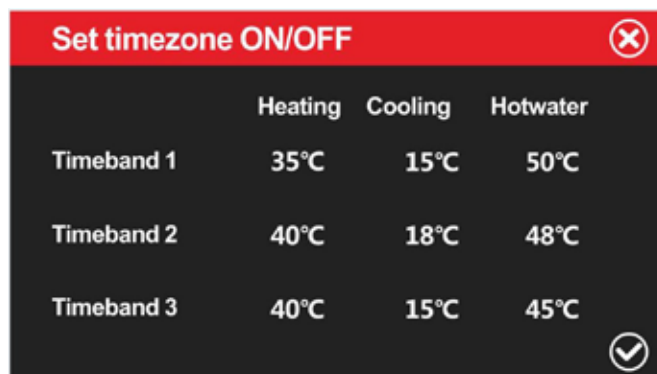 Set timezone ON/OFF
Heating Cooling Hotwater
Timeband 1 35℃ 15℃ 50℃
Timeband 2 40℃ 18℃ 48℃
Timeband 3 40℃ 15℃ 45℃